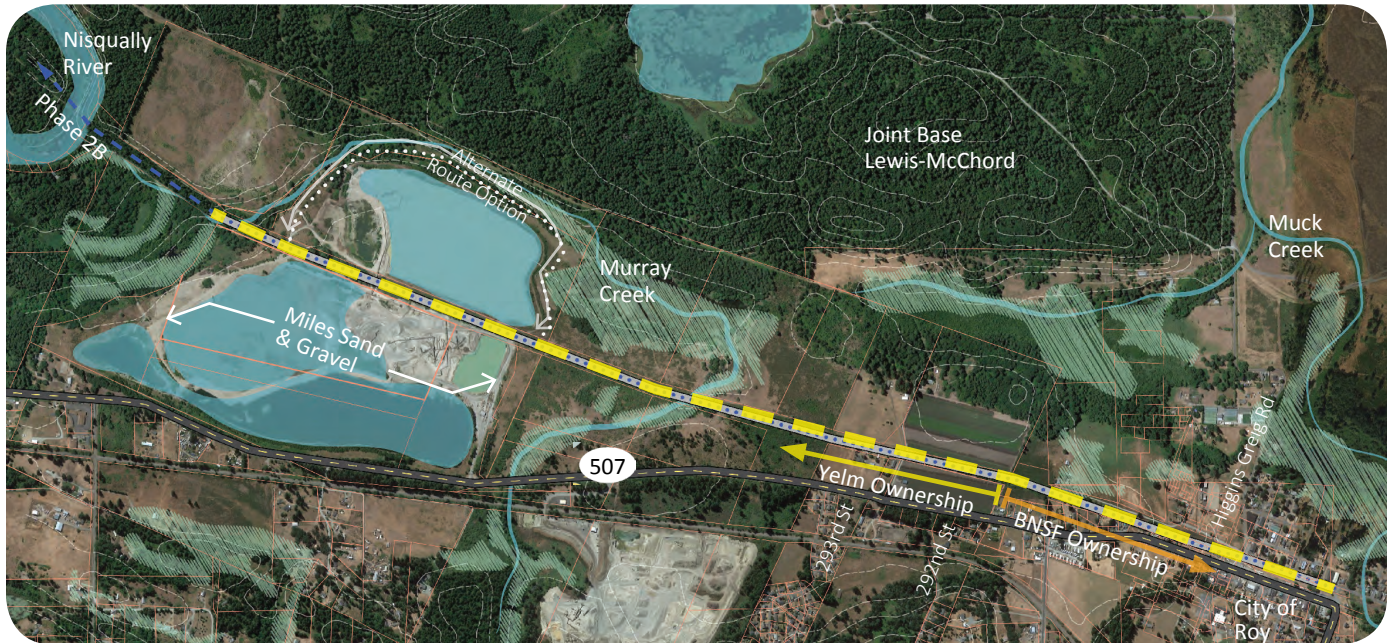 Nisqually
River
Phase 2B
Alternate
Route Option
Joint Base
Lewis-McChord
Muck
Creek
Murray
Creek
Miles Sand
& Gravel
507
Yelm Ownership
BNSF Ownership
293rd St
292nd St
Higgins Greig Rd
City of
Roy